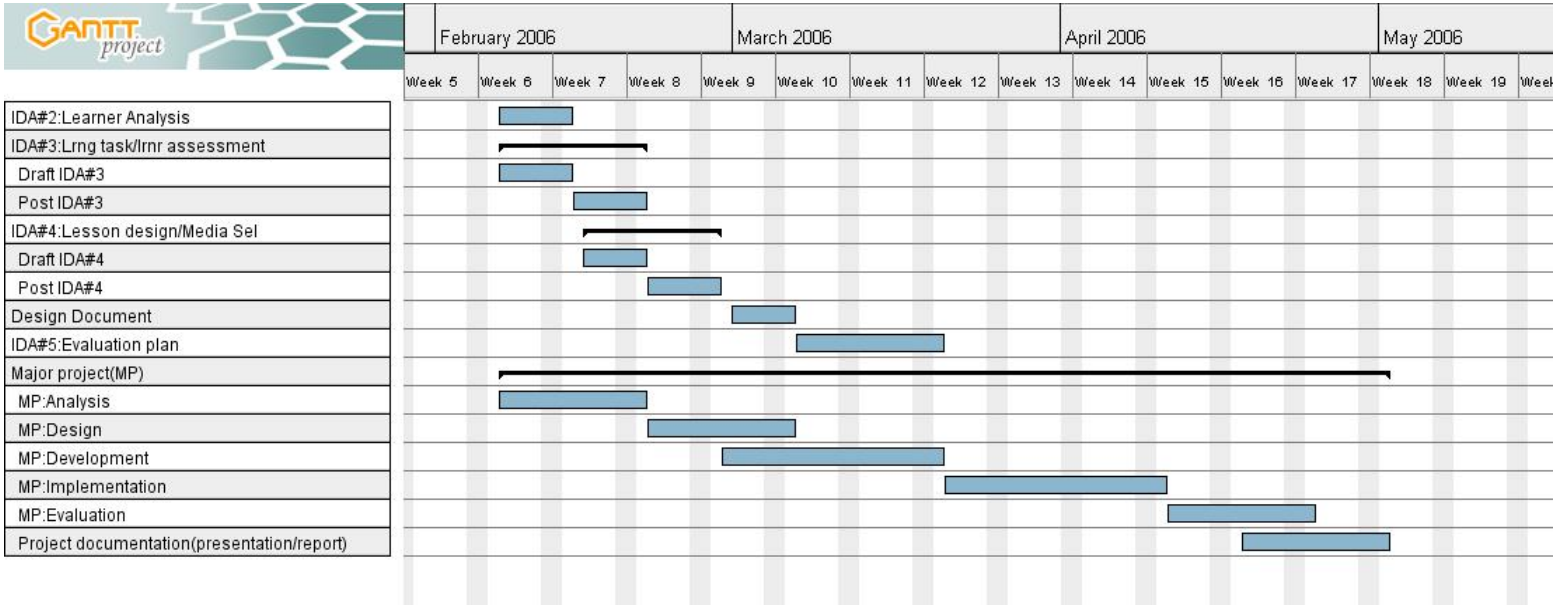 GANTT
project
February 2006 March 2006 April 2006 May 2006
Week 5 Week 6 Week 7 Week 8 Week 9 Week 10 Week 11 Week 12 Week 13 Week 14 Week 15 Week 16 Week 17 Week 18 Week 19 Week
IDA#2:Learner Analysis
IDA#3:Lrng task/lrnr assessment
Draft IDA#3
Post IDA#3
IDA#4:Lesson design/Media Sel
Draft IDA#4
Post IDA#4
Design Document
IDA#5:Evaluation plan
Major project(MP)
MP:Analysis
MP:Design
MP:Development
MP:Implementation
MP:Evaluation
Project documentation(presentation/report)